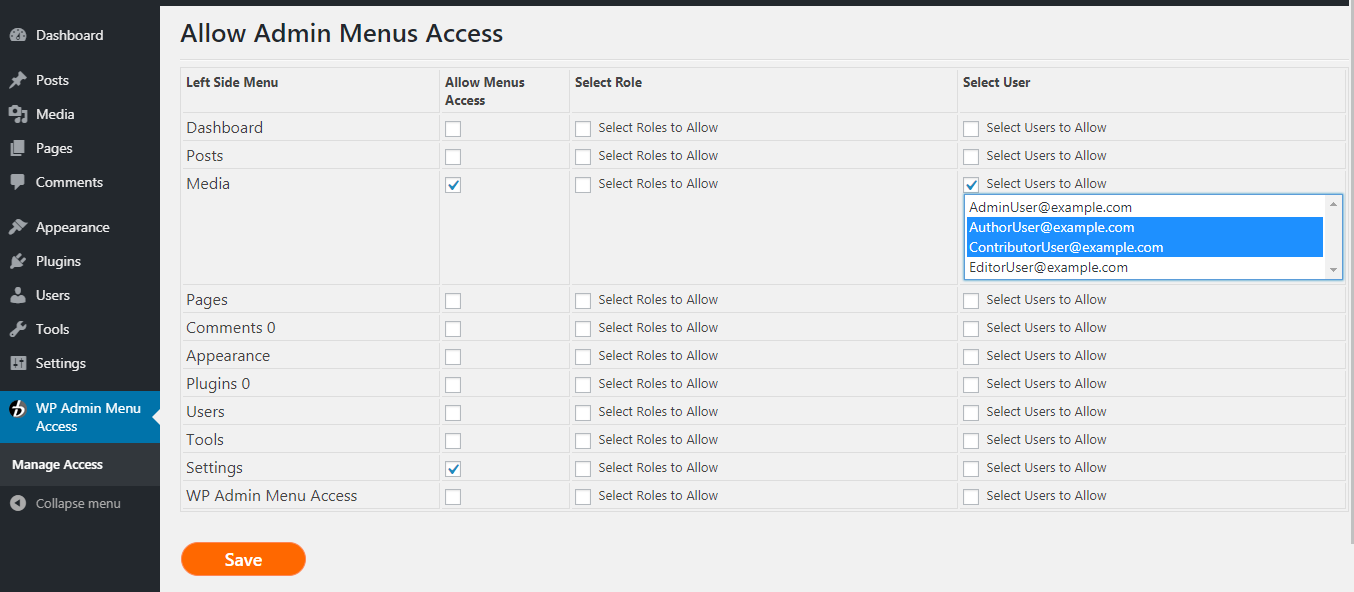 Dashboard
Posts
Media
Pages
Comments
Appearance
Plugins
Users
Tools
Settings
WP Admin Menu
Access
Manage Access
Collapse menu
Allow Admin Menus Access
Left Side Menu Allow Menus Access Select Role Select User
Dashboard Select Roles to Allow Select Users to Allow
Posts Select Roles to Allow Select Users to Allow
Media Select Roles to Allow Select Users to Allow
AdminUser@example.com
AuthorUser@example.com
ContributorUser@example.com
EditorUser@example.com
Pages Select Roles to Allow Select Users to Allow
Comments 0 Select Roles to Allow Select Users to Allow
Appearance Select Roles to Allow Select Users to Allow
Plugins 0 Select Roles to Allow Select Users to Allow
Users Select Roles to Allow Select Users to Allow
Tools Select Roles to Allow Select Users to Allow
Settings Select Roles to Allow Select Users to Allow
WP Admin Menu Access Select Roles to Allow Select Users to Allow
Save